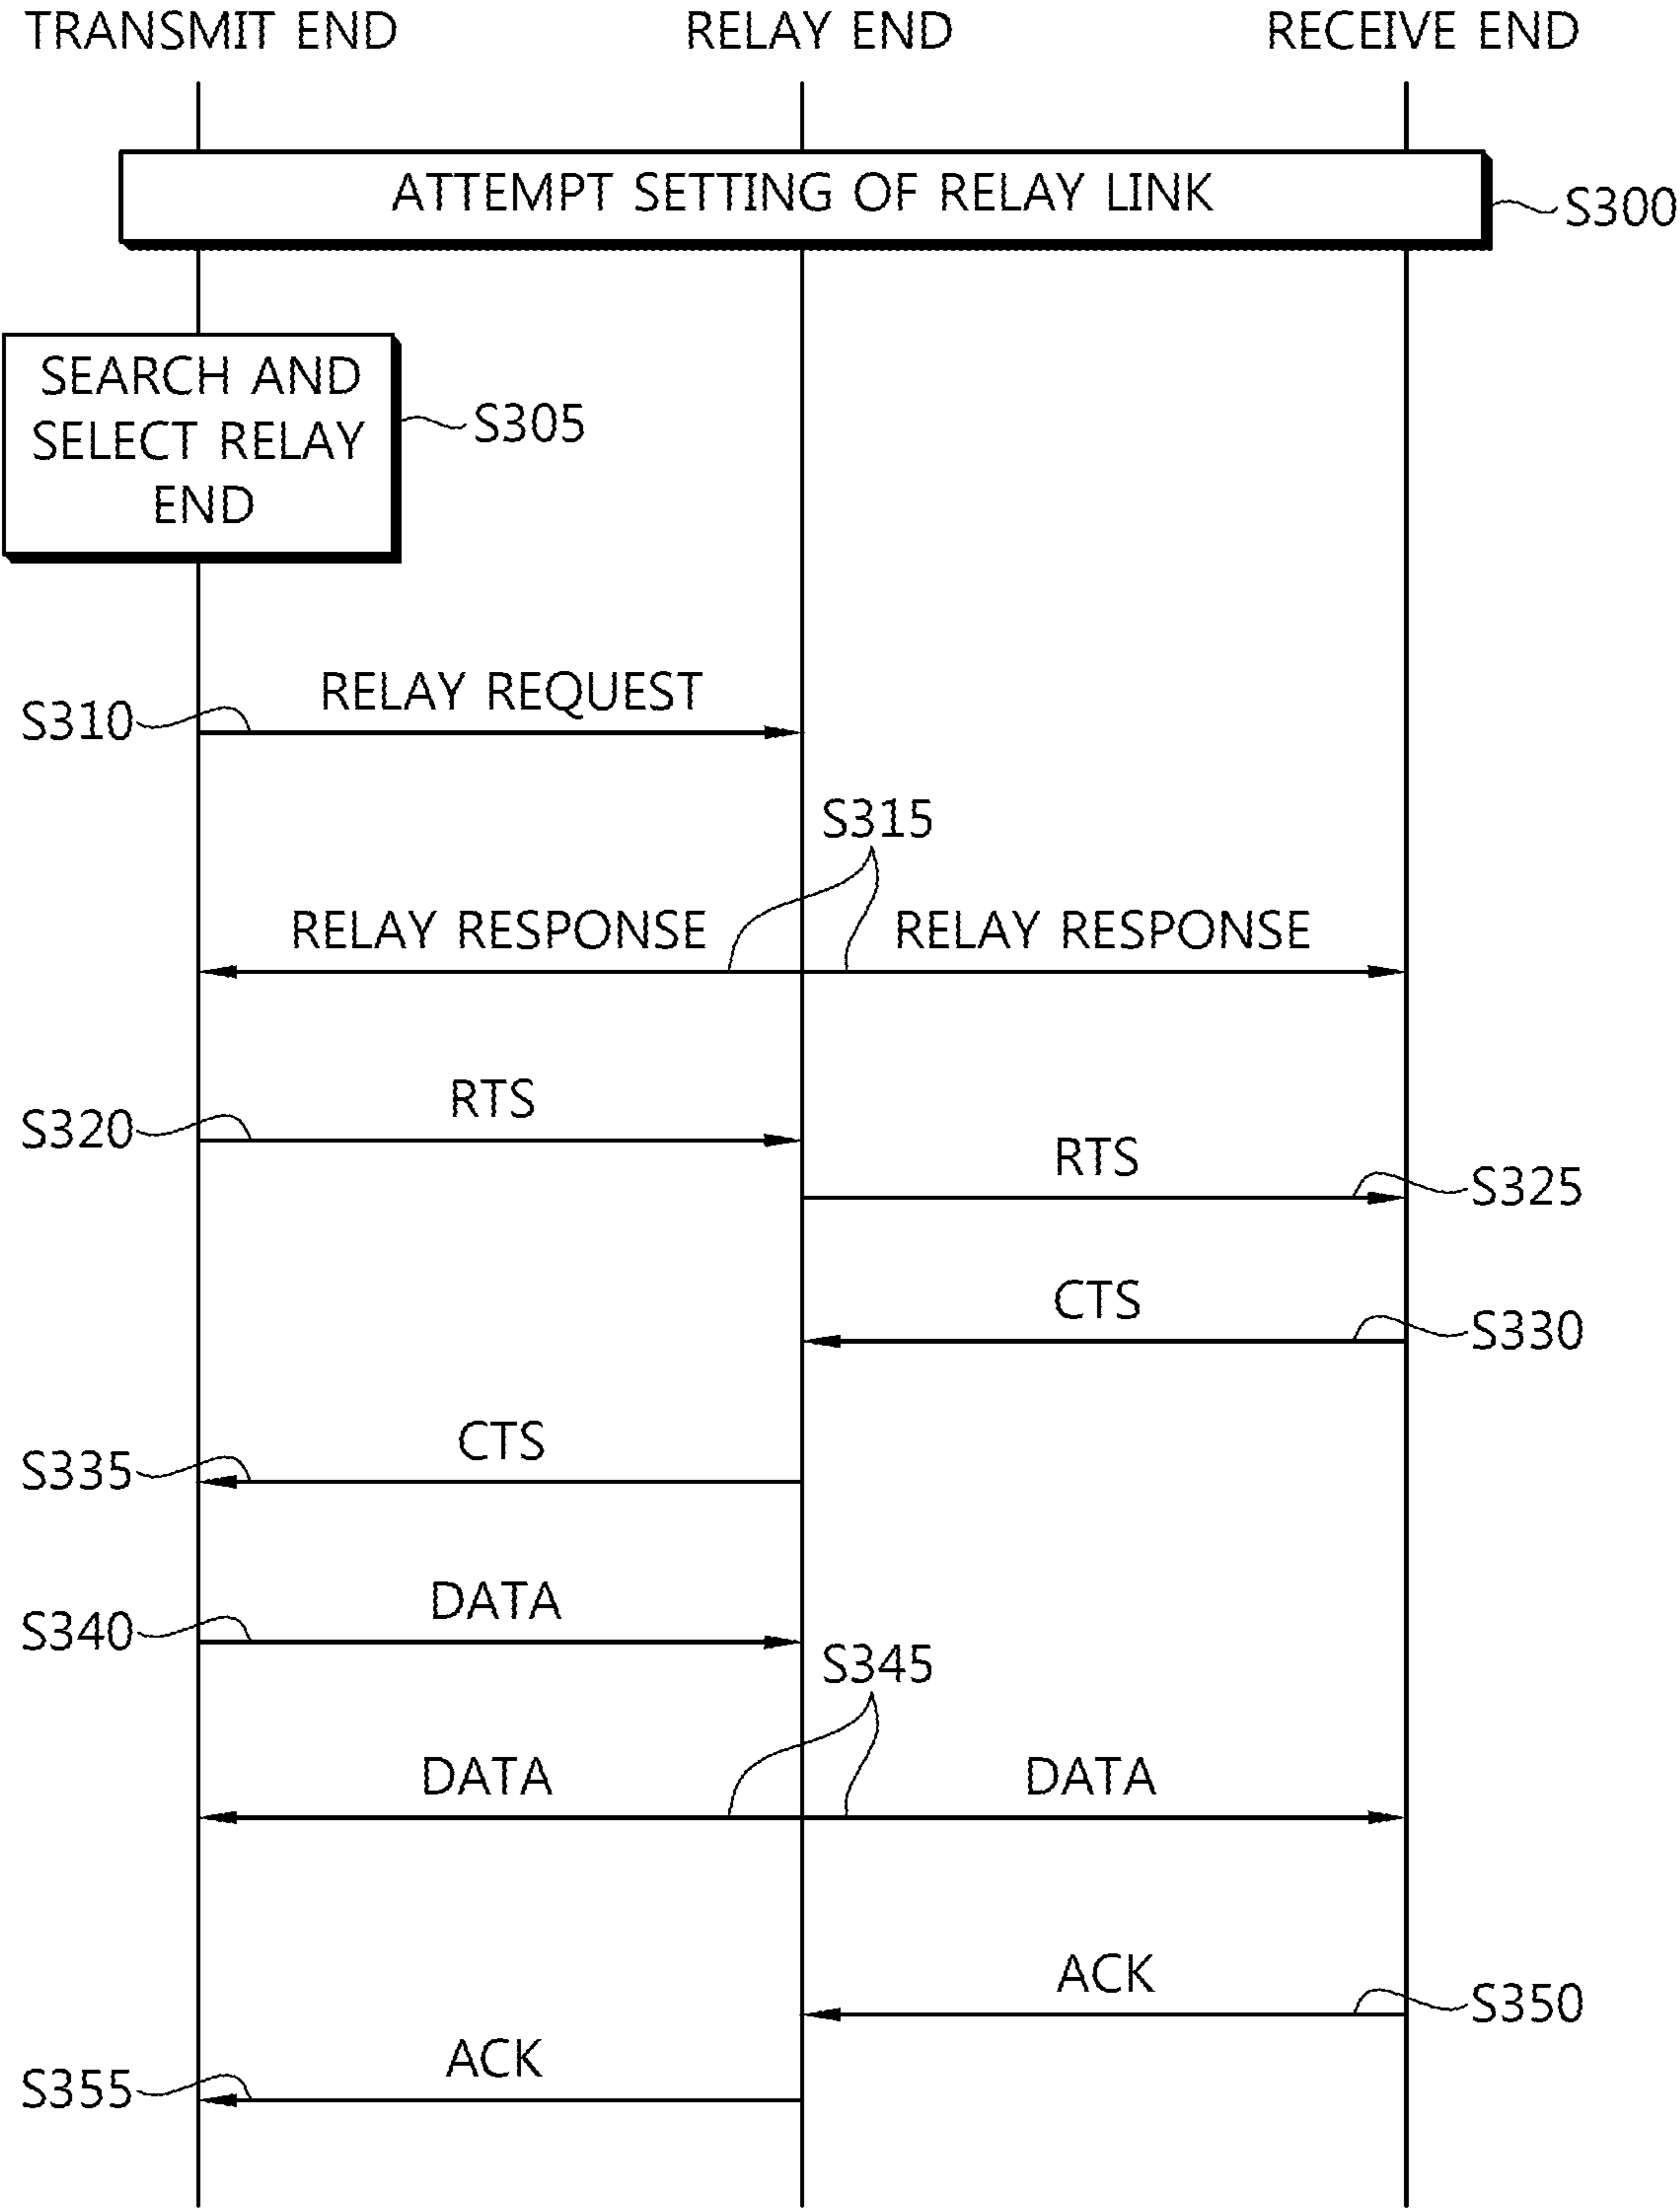 TRANSMIT END
RELAY END
RECEIVE END
ATTEMPT SETTING OF RELAY LINK
S300
SEARCH AND
SELECT RELAY
END
S305
RELAY REQUEST
S310
S315
RELAY RESPONSE
RELAY RESPONSE
RTS
S320
RTS
S325
CTS
S330
CTS
S335
DATA
S340
S345
DATA
DATA
ACK
S350
ACK
S355